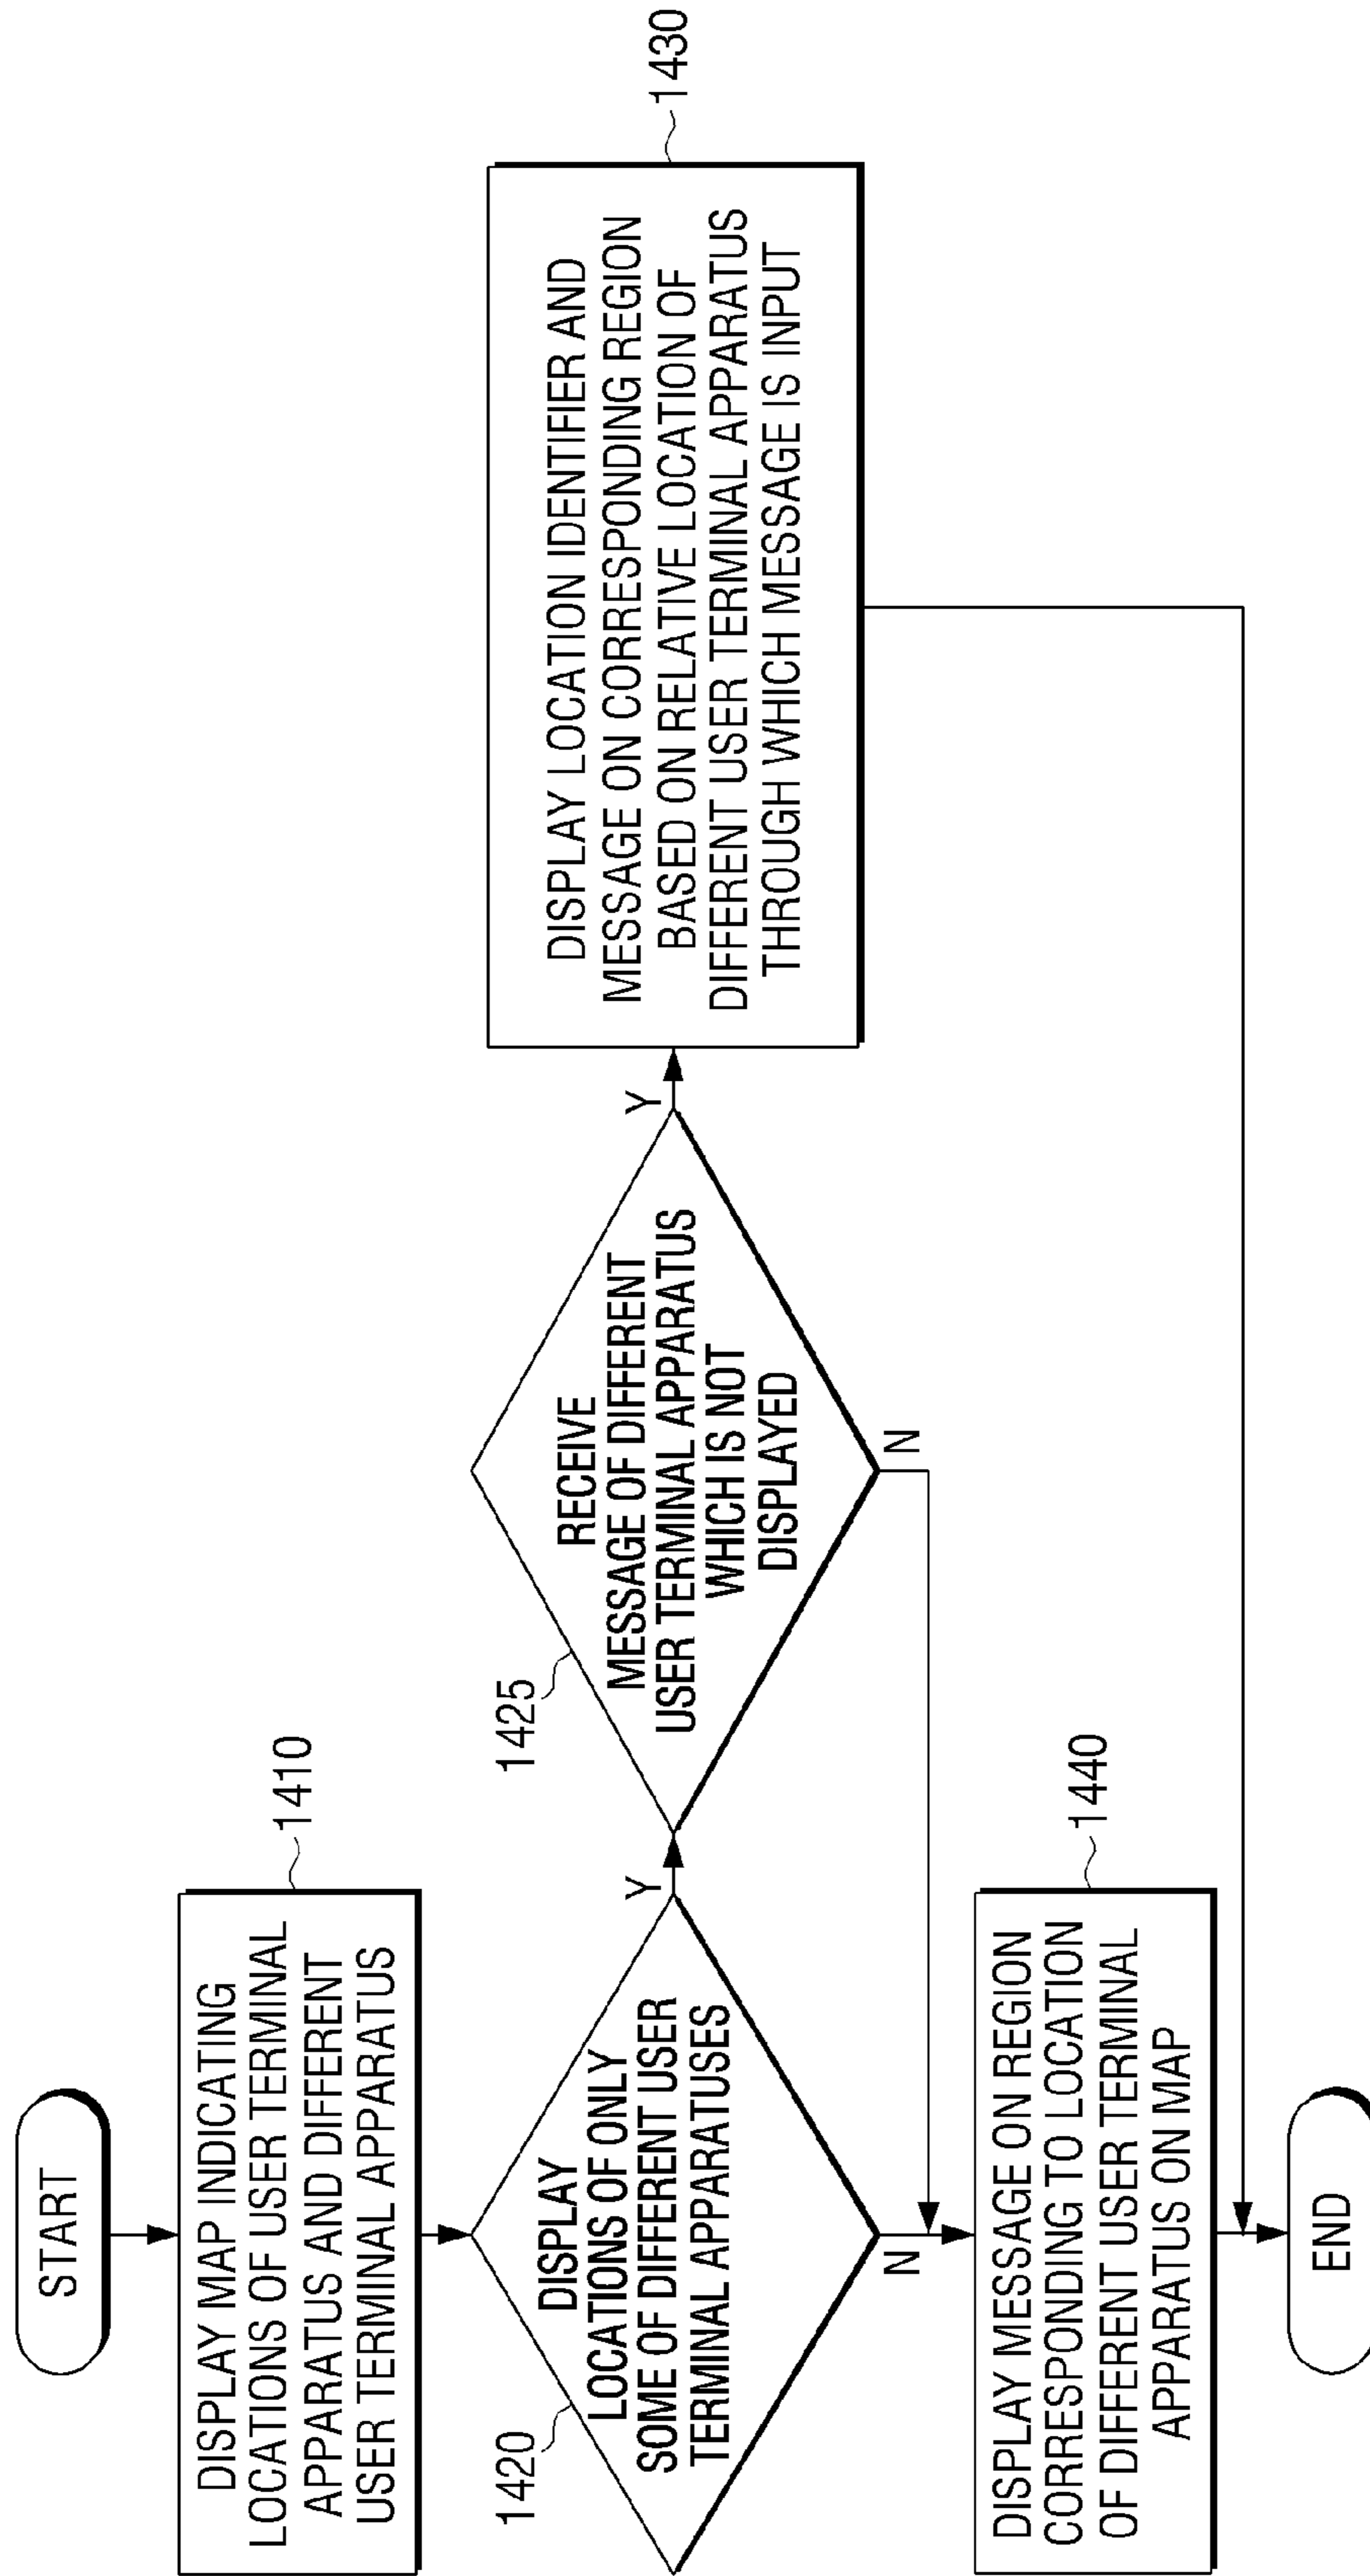 START
DISPLAY MAP INDICATING
LOCATIONS OF USER TERMINAL
APPARATUS AND DIFFERENT
USER TERMINAL APPARATUS
1410
1420
DISPLAY
LOCATIONS OF ONLY
SOME OF DIFFERENT USER
TERMINAL APPARATUSES
Y
N
1425
RECEIVE
MESSAGE OF DIFFERENT
USER TERMINAL APPARATUS
WHICH IS NOT
DISPLAYED
Y
N
DISPLAY LOCATION IDENTIFIER AND
MESSAGE ON CORRESPONDING REGION
BASED ON RELATIVE LOCATION OF
DIFFERENT USER TERMINAL APPARATUS
THROUGH WHICH MESSAGE IS INPUT
1430
DISPLAY MESSAGE ON REGION
CORRESPONDING TO LOCATION
OF DIFFERENT USER TERMINAL
APPARATUS ON MAP
1440
END